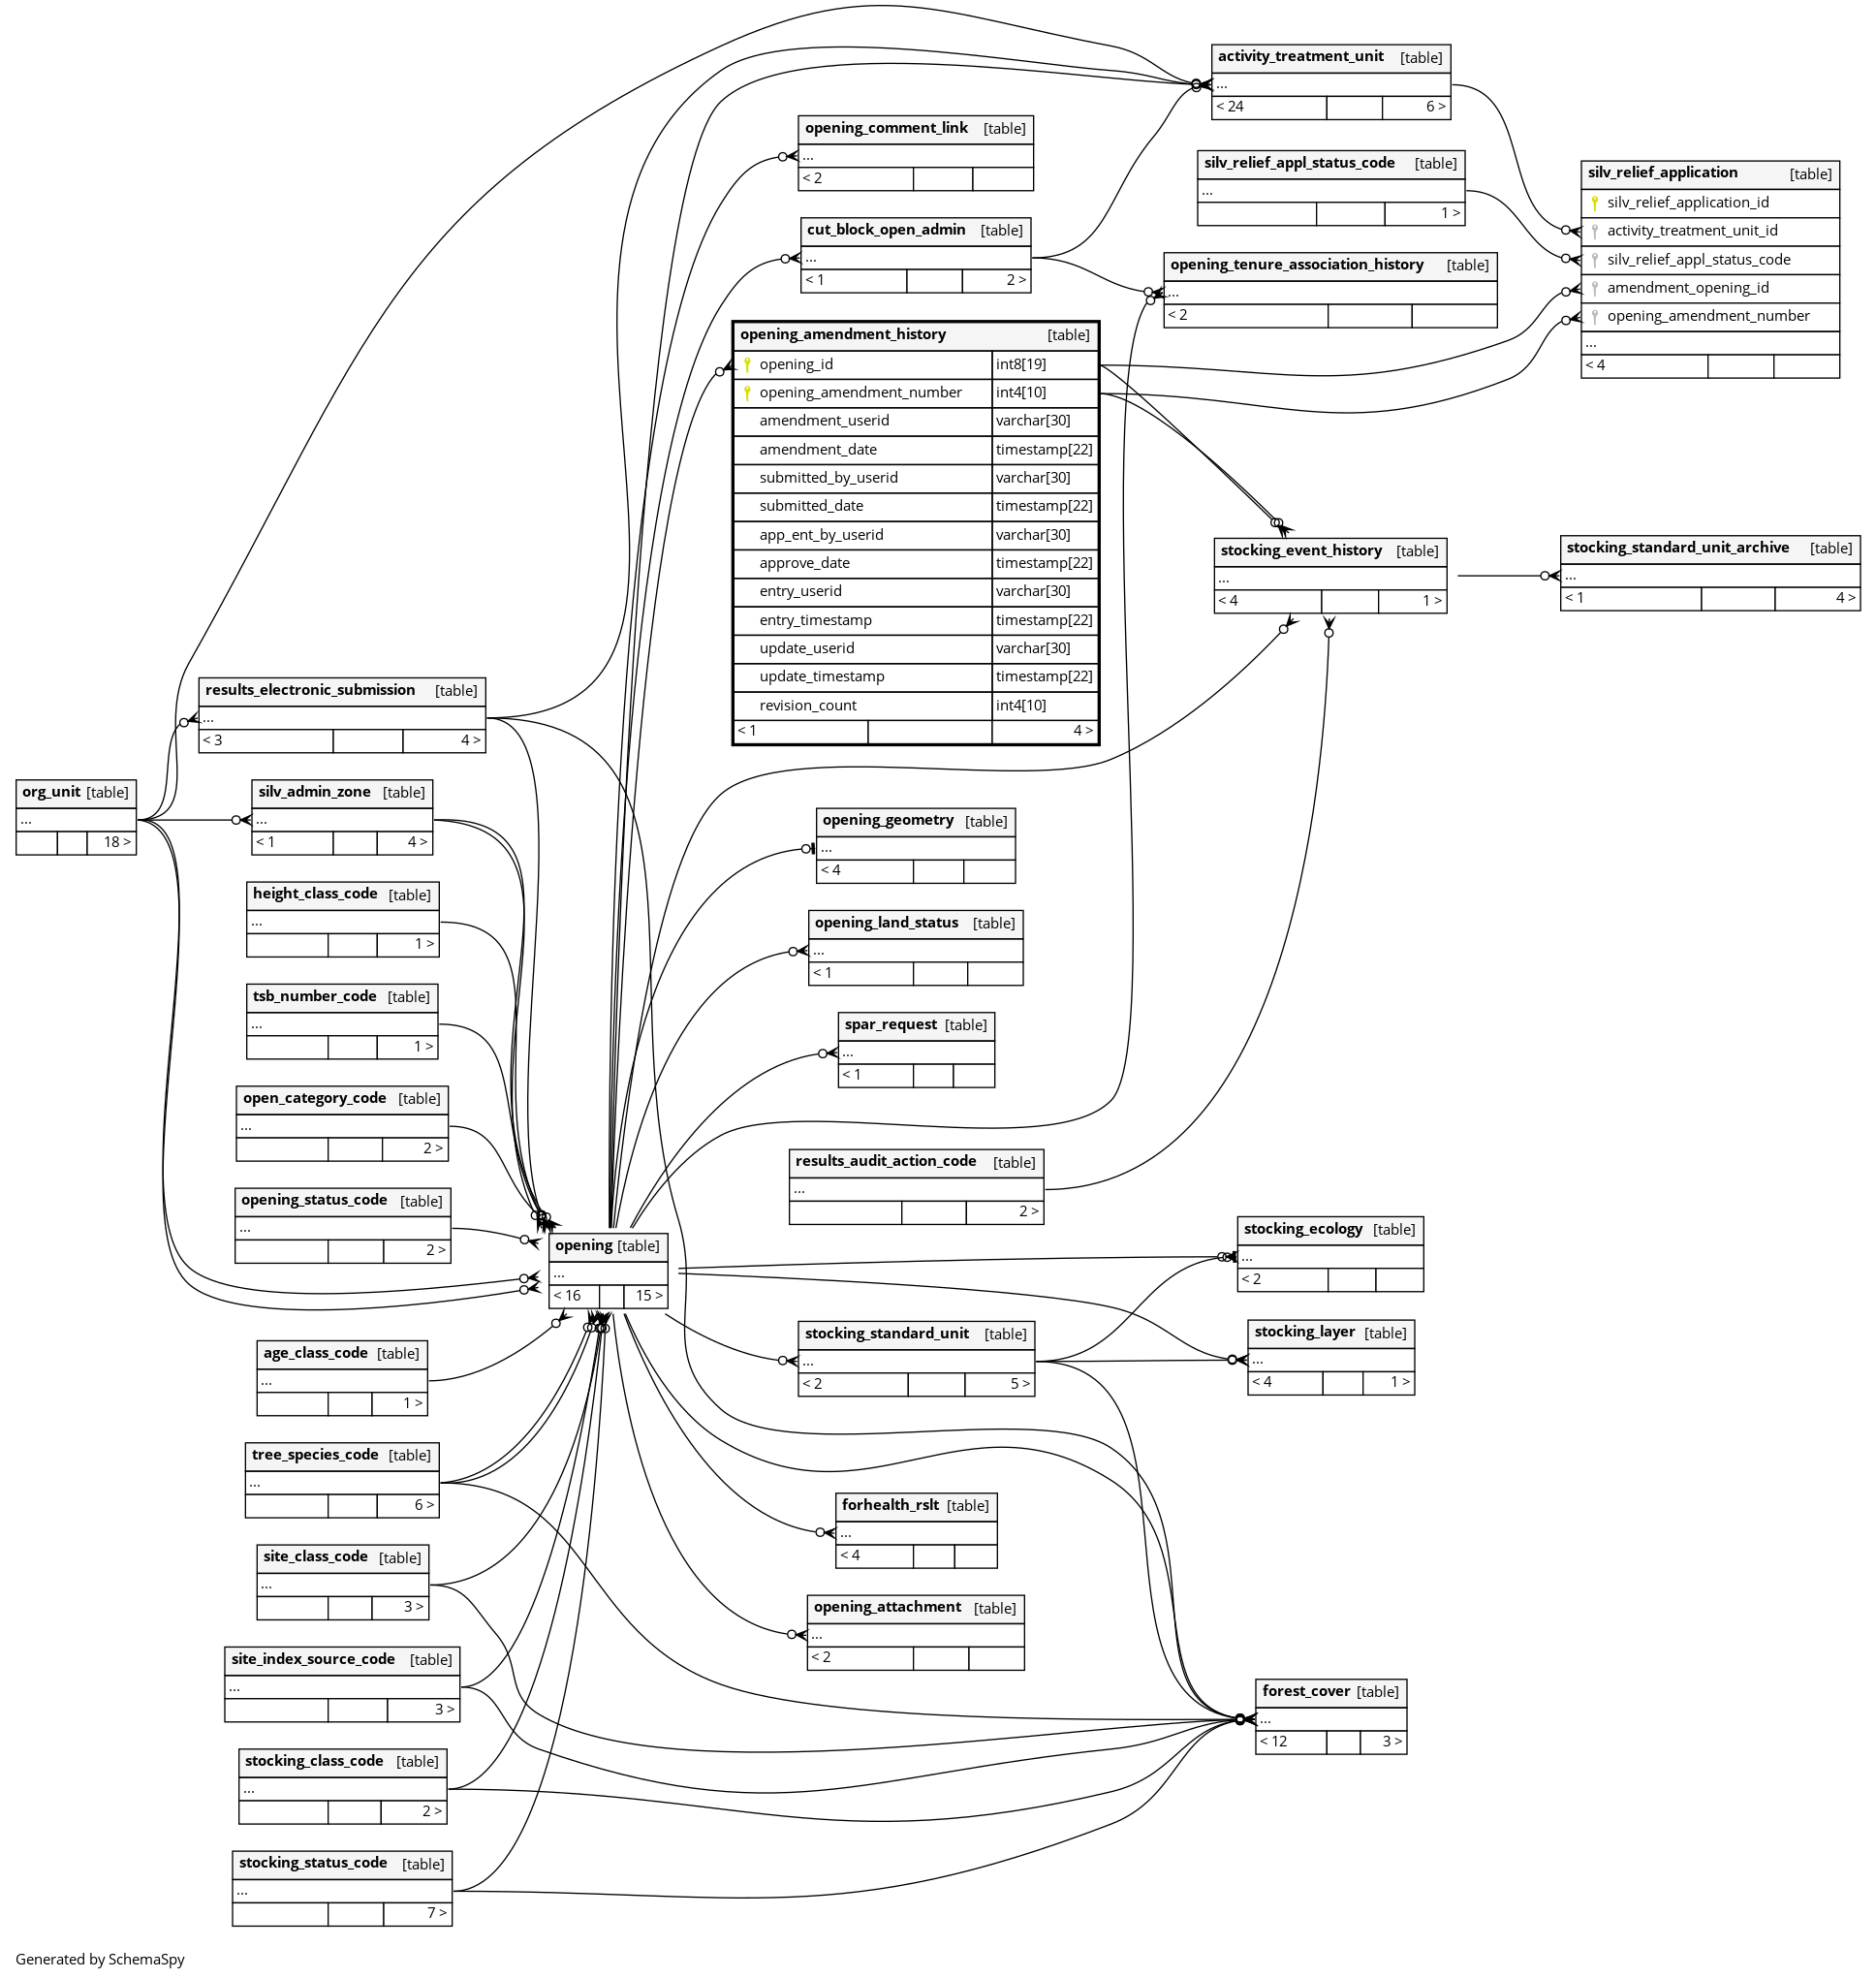 activity_treatment_unit [table]
...
< 24 6 >
opening_comment_link [table]
...
< 2
silv_relief_appl_status_code [table]
...
1 >
silv_relief_application [table]
silv_relief_application_id
activity_treatment_unit_id
silv_relief_appl_status_code
amendment_opening_id
opening_amendment_number
...
< 4
cut_block_open_admin [table]
...
< 1 2 >
opening_tenure_association_history [table]
...
< 2
opening_amendment_history [table]
opening_id int8[19]
opening_amendment_number int4[10]
amendment_userid varchar[30]
amendment_date timestamp[22]
submitted_by_userid varchar[30]
submitted_date timestamp[22]
app_ent_by_userid varchar[30]
approve_date timestamp[22]
entry_userid varchar[30]
entry_timestamp timestamp[22]
update_userid varchar[30]
update_timestamp timestamp[22]
revision_count int4[10]
< 1 4 >
stocking_event_history [table]
...
< 4 1 >
stocking_standard_unit_archive [table]
...
< 1 4 >
results_electronic_submission [table]
...
< 3 4 >
org_unit [table]
...
18 >
silv_admin_zone [table]
...
< 1 4 >
opening_geometry [table]
...
< 4
height_class_code [table]
...
1 >
opening_land_status [table]
...
< 1
tsb_number_code [table]
...
1 >
spar_request [table]
...
< 1
open_category_code [table]
...
2 >
results_audit_action_code [table]
...
2 >
opening_status_code [table]
...
2 >
opening [table]
...
< 16 15 >
stocking_ecology [table]
...
< 2
stocking_standard_unit [table]
...
< 2 5 >
stocking_layer [table]
...
< 4 1 >
age_class_code [table]
...
1 >
tree_species_code [table]
...
6 >
forhealth_rslt [table]
...
< 4
site_class_code [table]
...
3 >
opening_attachment [table]
...
< 2
site_index_source_code [table]
...
3 >
forest_cover [table]
...
< 12 3 >
stocking_class_code [table]
...
2 >
stocking_status_code [table]
...
7 >
Generated by SchemaSpy